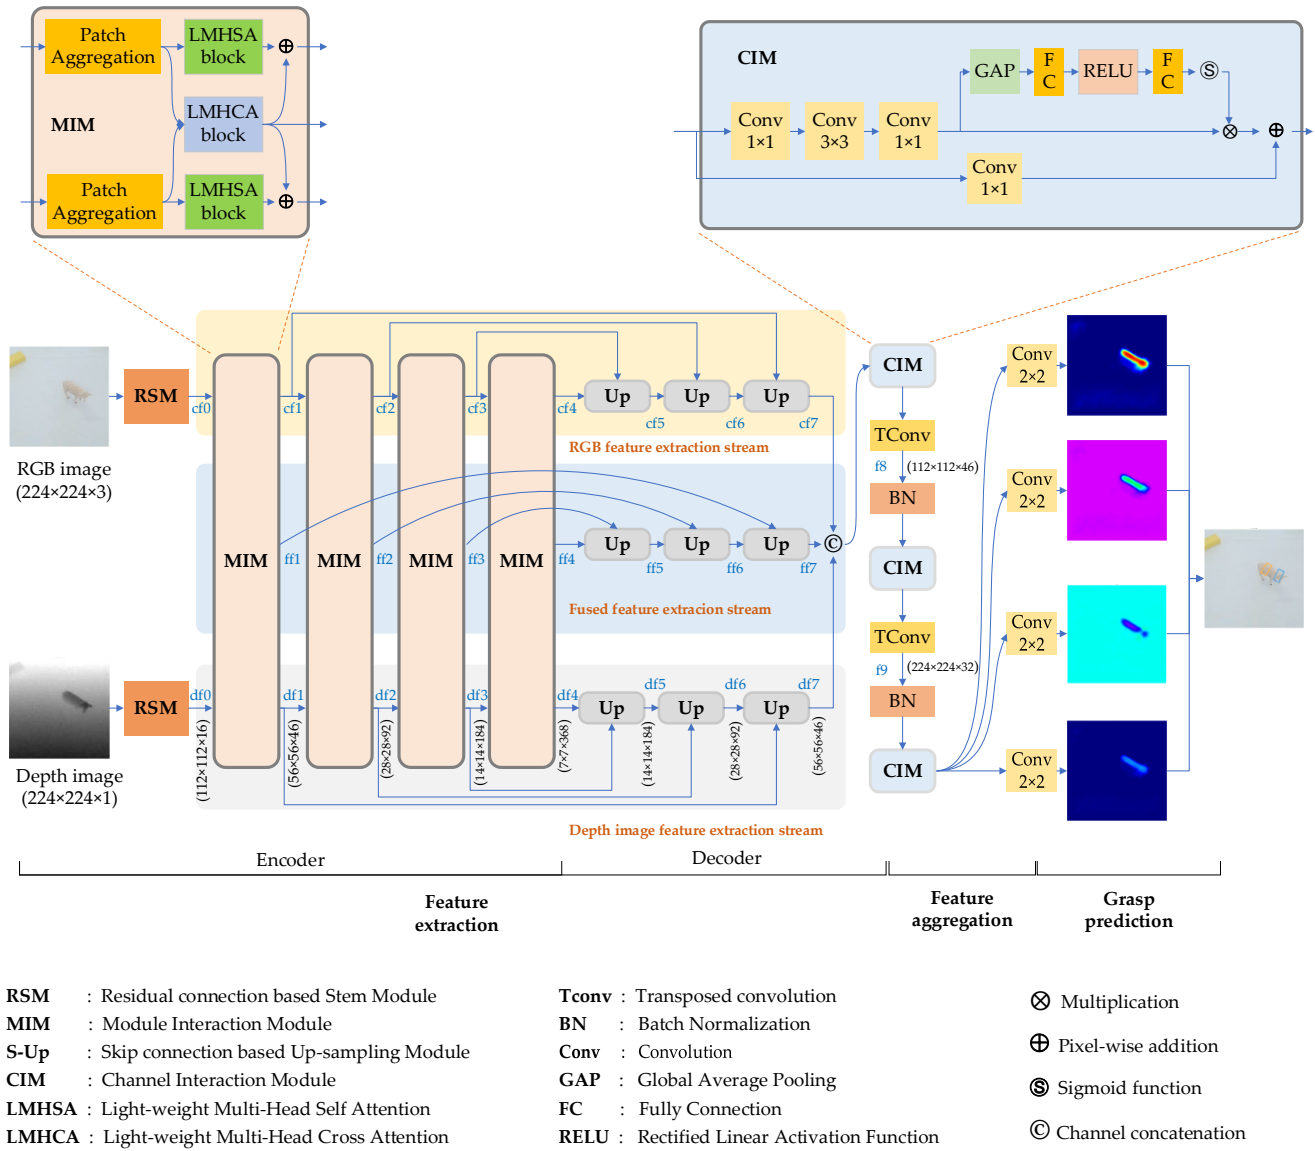 Patch
Aggregation
LMHSA
block
MIM
LMHCA
block
Patch
Aggregation
LMHSA
block
CIM
GAP
F
C
RELU
F
C
S
Conv
1×1
Conv
3×3
Conv
1×1
Conv
1×1
RGB image
(224×224×3)
RSM
cf0
cf1
cf2
cf3
cf4
Up
cf5
Up
cf6
Up
cf7
RGB feature extraction stream
MIM
ff1
MIM
ff2
MIM
ff3
MIM
ff4
Up
ff5
Up
ff6
Up
ff7
C
Fused feature extracion stream
Depth image
(224×224×1)
RSM
df0
(112×112×16)
df1
(56×56×46)
df2
(28×28×92)
df3
(14×14×184)
df4
(7×7×368)
Up
df5
(14×14×184)
Up
df6
(28×28×92)
Up
df7
(56×56×46)
Depth image feature extraction stream
CIM
TConv
f8
(112×112×46)
BN
CIM
TConv
f9
(224×224×32)
BN
CIM
Conv
2×2
Conv
2×2
Conv
2×2
Conv
2×2
Encoder
Decoder
Feature
extraction
Feature
aggregation
Grasp
prediction
RSM : Residual connection based Stem Module
MIM : Module Interaction Module
S-Up : Skip connection based Up-sampling Module
CIM : Channel Interaction Module
LMHSA : Light-weight Multi-Head Self Attention
LMHCA : Light-weight Multi-Head Cross Attention
Tconv : Transposed convolution
BN : Batch Normalization
Conv : Convolution
GAP : Global Average Pooling
FC : Fully Connection
RELU : Rectified Linear Activation Function
⊗ Multiplication
⊕ Pixel-wise addition
Ⓢ Sigmoid function
© Channel concatenation